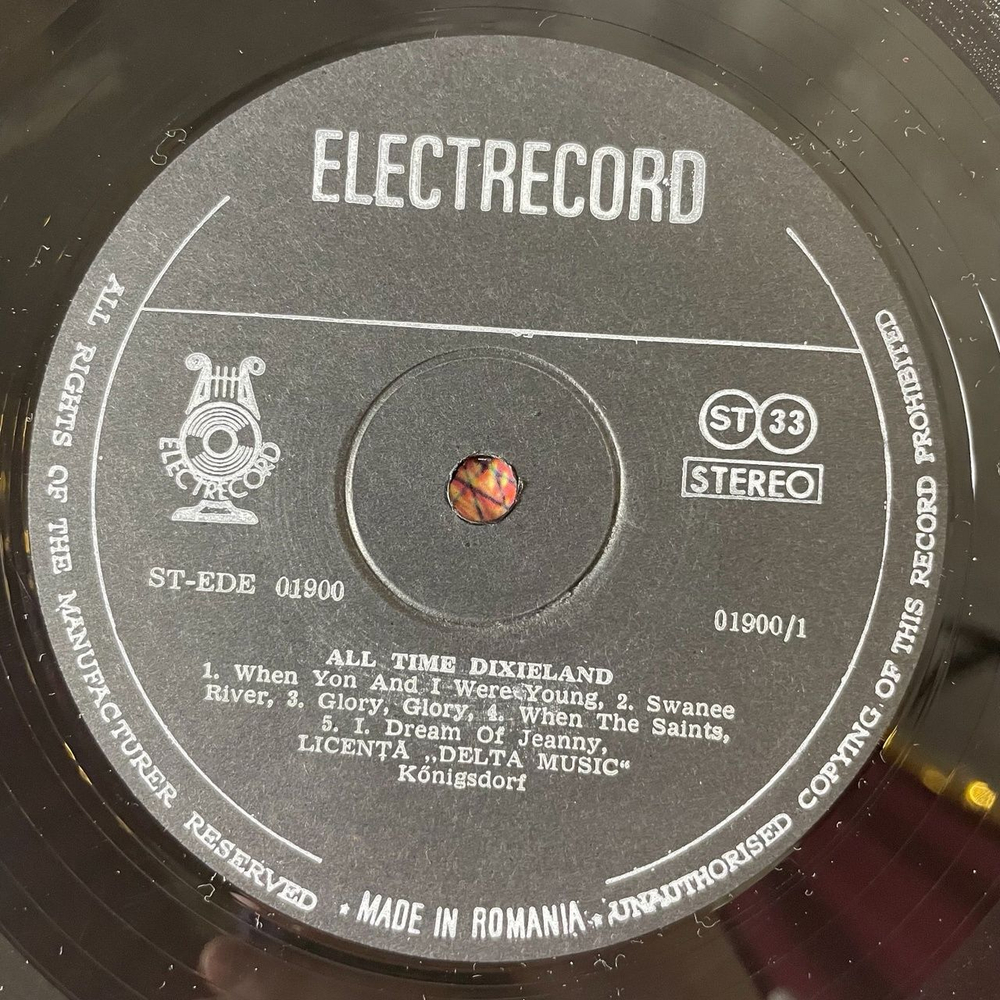 ELECTRECORD
ELECTRECORD
ST 33
STEREO
ST-EDE 01900
01900/1
ALL TIME DIXIELAND
1. When Yon And I Were Young, 2. Swanee
River, 3. Glory, Glory, 4. When The Saints,
5. I. Dream Of Jeanny,
LICENȚA „DELTA MUSIC“
Kőnigsdorf
ALL RIGHTS OF THE MANUFACTURER RESERVED
* MADE IN ROMANIA *
UNAUTHORISED COPYING OF THIS RECORD PROHIBITED